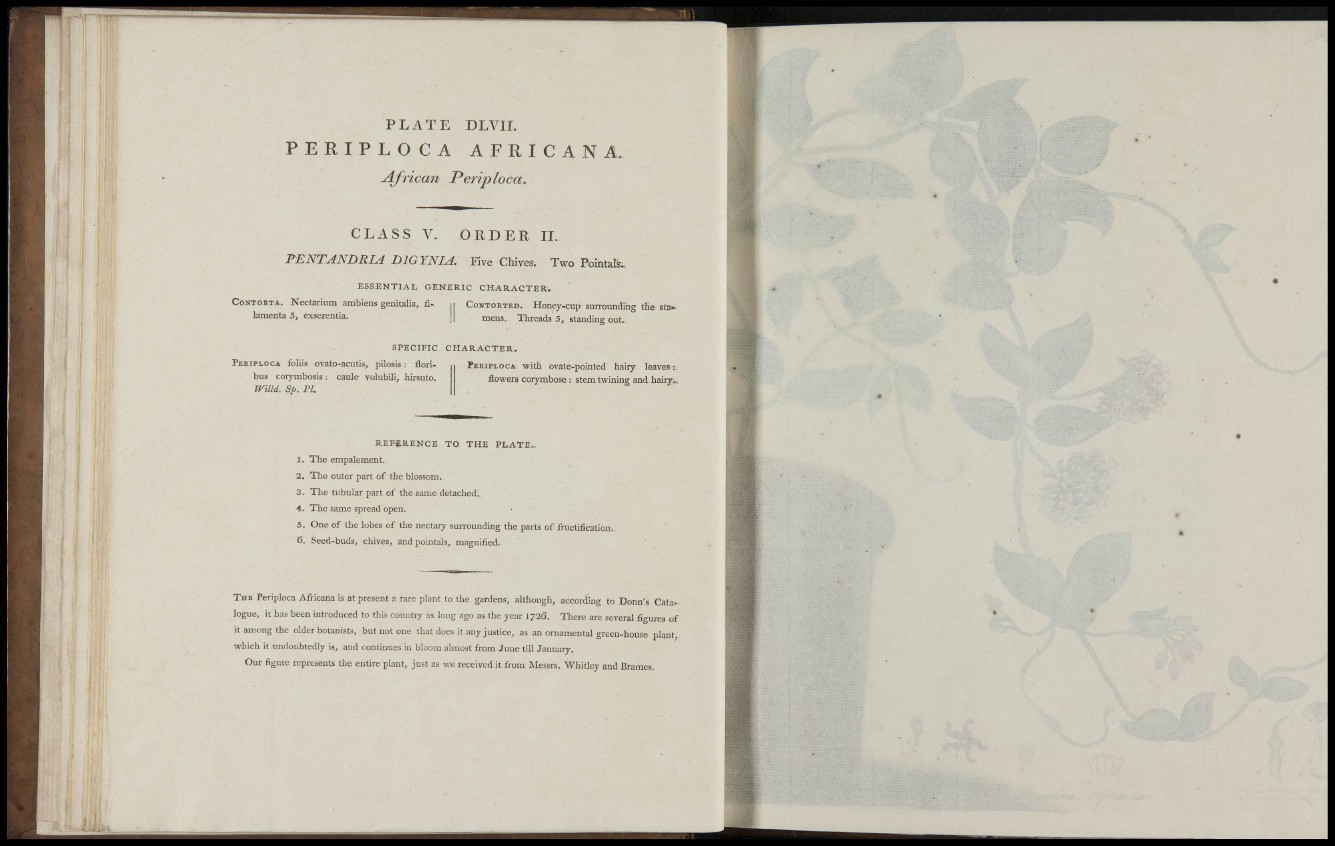 PLATE DLVII.
PERIPLOCA AFRICANA.
African Periploca.
CLASS V. ORDER II.
PENTANDRIA DIGYNIA. Five Chives. Two Pointals.
ESSENTIAL GENERIC CHARACTER.
CONTORTA. Nectarium ambiens genitalia, fi-
lamenta 5, exserentia.
CONTORTED. Honey-cup surrounding the sta-
mens. Threads 5, standing out.
SPECIFIC CHARACTER.
PERIPLOCA foliis ovato-acutis, pilosis: flori-
bus corymbosis: caule volubili, hirsuto.
Willd. Sp. Pl.
PERIPLOCA with ovate-pointed hairy leaves:
flowers corymbose: stem twining and hairy.
REFERENCE TO THE PLATE.
1. The empalement.
2. The outer part of the blossom.
3. The tubular part of the same detached.
4. The same spread open.
5. One of the lobes of the nectary surrounding the parts of fructification.
6. Seed-buds, chives, and pointals, magnified.
THE Periploca Africana is at present a rare plant to the gardens, although, according to Donn's Cata-
logue, it has been introduced to this country as long ago as the year 1726. There are several figures of
it among the older botanists, but not one that does it any justice, as an ornamental green-house plant,
which it undoubtedly is, and continues in bloom almost from June till January.
Our figure represents the entire plant, just as we received it from Messrs. Whitley and Brames.